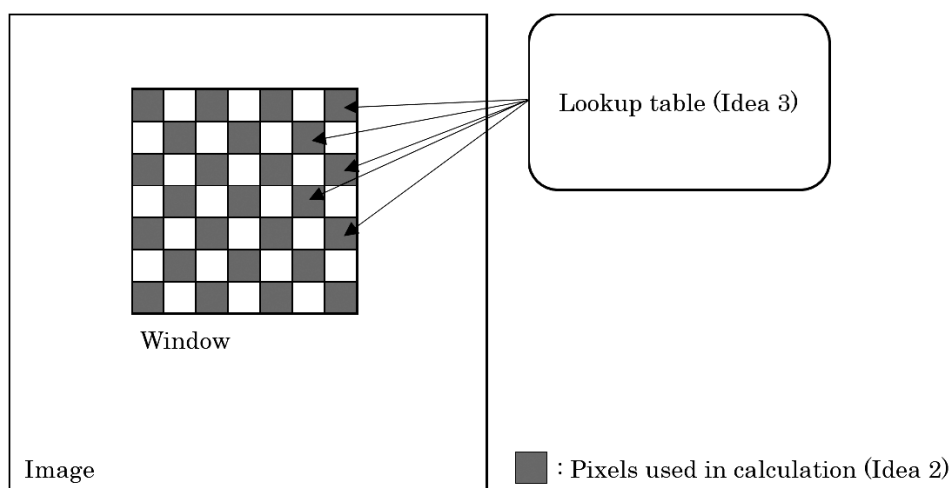 Lookup table (Idea 3)
Window
Image
: Pixels used in calculation (Idea 2)